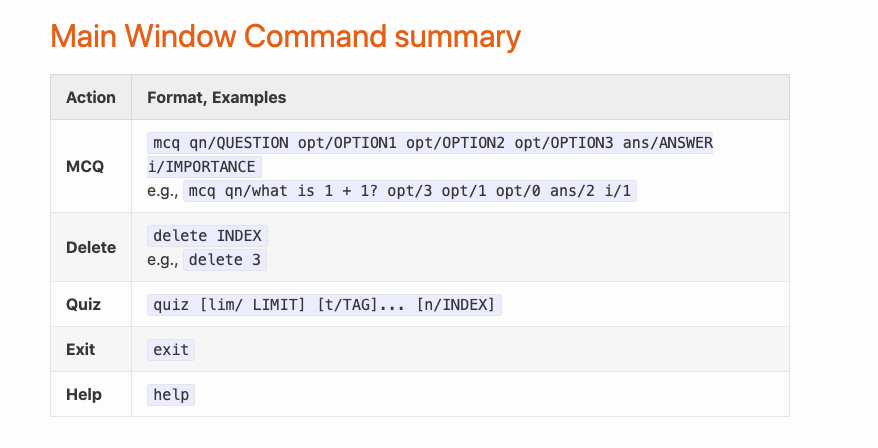 Main Window Command summary
Action Format, Examples
MCQ
mcq qn/QUESTION opt/OPTION1 opt/OPTION2 opt/OPTION3 ans/ANSWER
i/IMPORTANCE
e.g., mcq qn/what is 1 + 1? opt/3 opt/1 opt/0 ans/2 i/1
Delete
delete INDEX
e.g., delete 3
Quiz quiz [lim/ LIMIT] [t/TAG]... [n/INDEX]
Exit exit
Help help